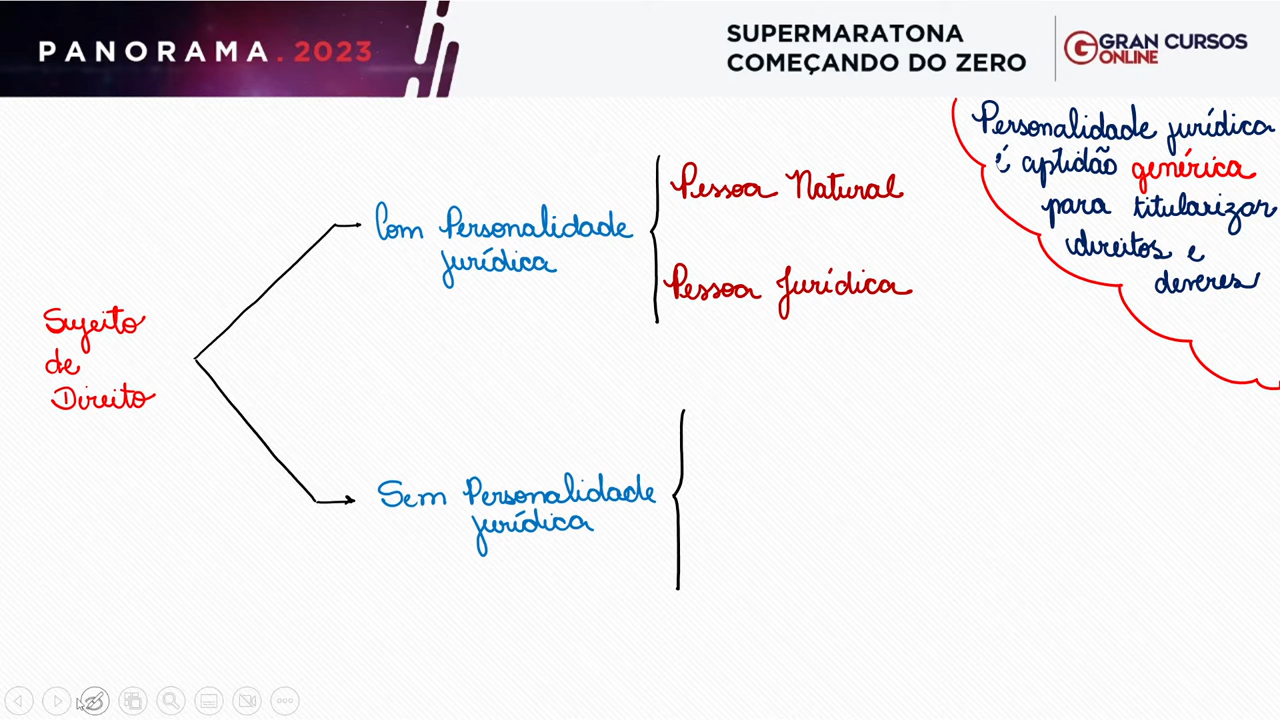 PANORAMA.2023
SUPERMARATONA
COMEÇANDO DO ZERO
GRAN CURSOS
ONLINE
Personalidade jurídica
é aptidão genérica
para titularizar
direitos e
deveres
Pessoa Natural
Com Personalidade
jurídica
Pessoa Jurídica
Sujeito
de
Direito
Sem Personalidade
jurídica